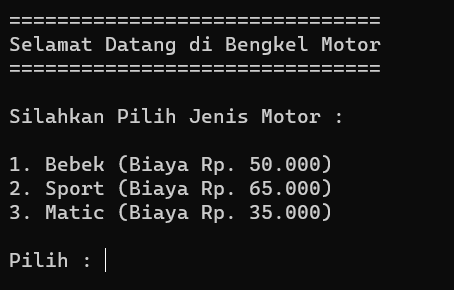 ===============================
Selamat Datang di Bengkel Motor
===============================
Silahkan Pilih Jenis Motor :
1. Bebek (Biaya Rp. 50.000)
2. Sport (Biaya Rp. 65.000)
3. Matic (Biaya Rp. 35.000)
Pilih :